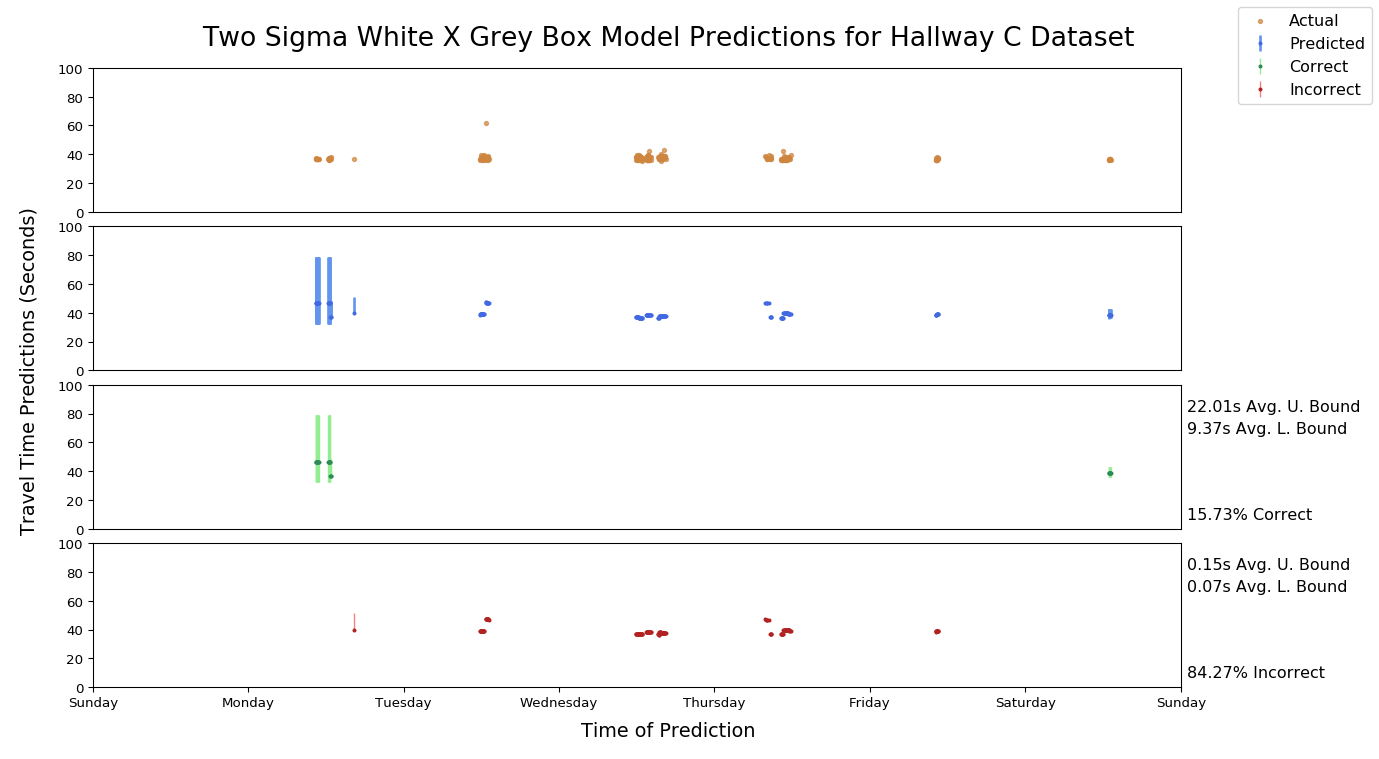 Two Sigma White X Grey Box Model Predictions for Hallway C Dataset
Actual
Predicted
Correct
Incorrect
Travel Time Predictions (Seconds)
100
80
60
40
20
0
100
80
60
40
20
0
100
80
60
40
20
0
22.01s Avg. U. Bound
9.37s Avg. L. Bound
15.73% Correct
100
80
60
40
20
0
0.15s Avg. U. Bound
0.07s Avg. L. Bound
84.27% Incorrect
Sunday Monday Tuesday Wednesday Thursday Friday Saturday Sunday
Time of Prediction